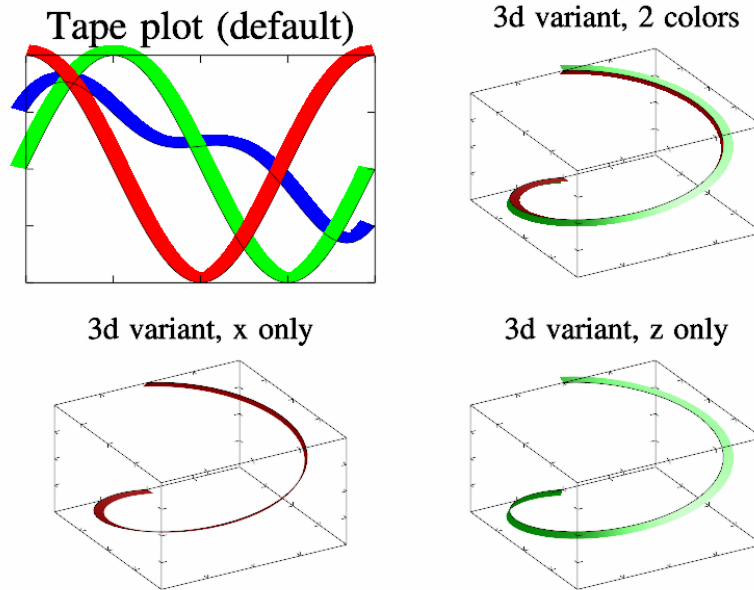 Tape plot (default)
3d variant, 2 colors
3d variant, x only
3d variant, z only